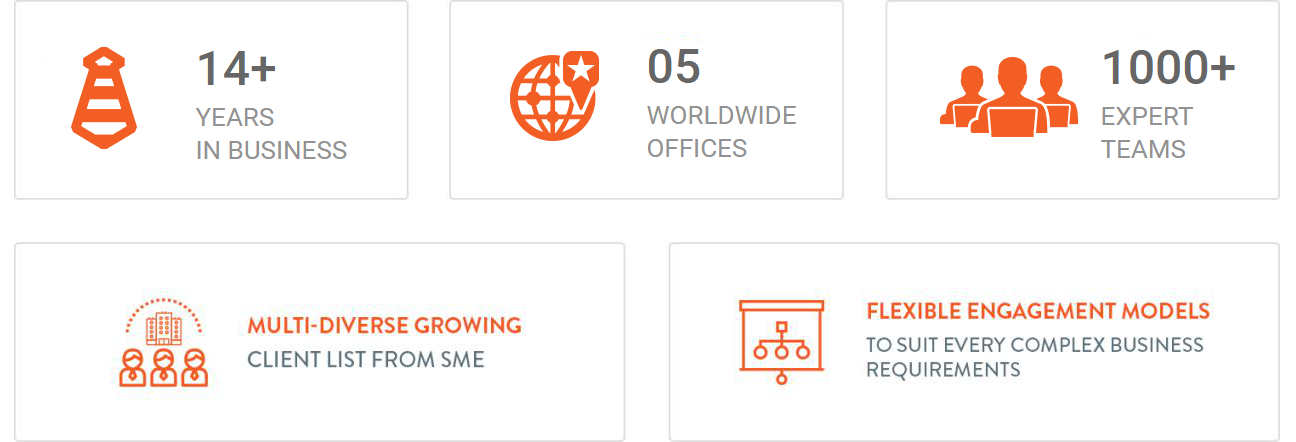 14+
YEARS
IN BUSINESS
05
WORLDWIDE
OFFICES
1000+
EXPERT
TEAMS
MULTI-DIVERSE GROWING
CLIENT LIST FROM SME
FLEXIBLE ENGAGEMENT MODELS
TO SUIT EVERY COMPLEX BUSINESS
REQUIREMENTS